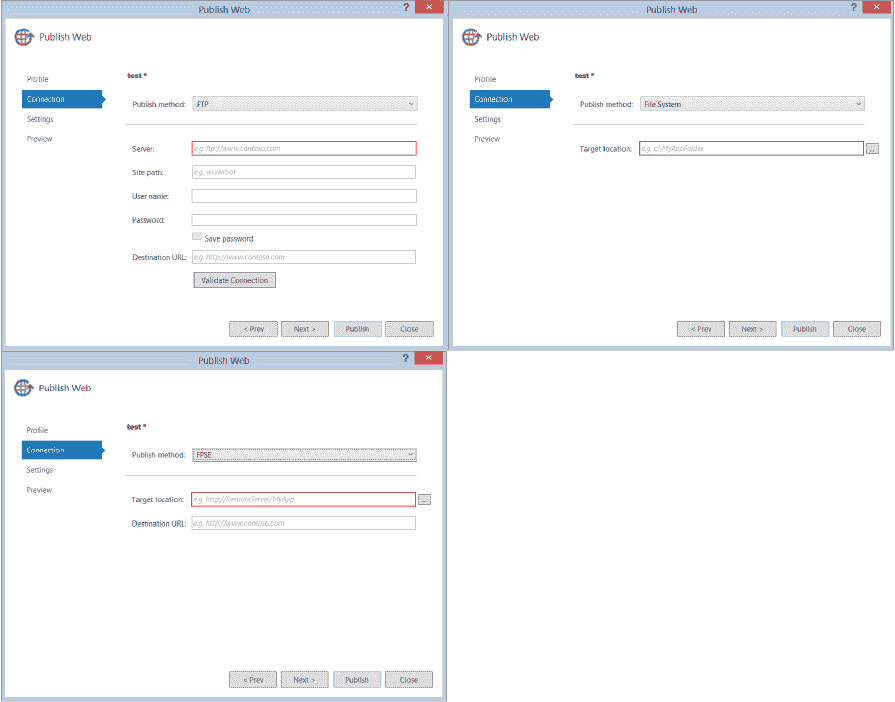 Publish Web
?
Publish Web
test *
Profile
Connection
Settings
Preview
Publish method: FTP
Server: e.g. ftp://www.contoso.com
Site path: e.g. wwwroot
User name:
Password:
Save password
Destination URL: e.g. http://www.contoso.com
Validate Connection
< Prev Next > Publish Close
Publish Web
?
Publish Web
test *
Profile
Connection
Settings
Preview
Publish method: File System
Target location: e.g. c:\MyAppFolder ...
< Prev Next > Publish Close
Publish Web
?
Publish Web
test *
Profile
Connection
Settings
Preview
Publish method: FPSE
Target location: e.g. http://RemoteServer/MyApp ...
Destination URL: e.g. http://www.contoso.com
< Prev Next > Publish Close